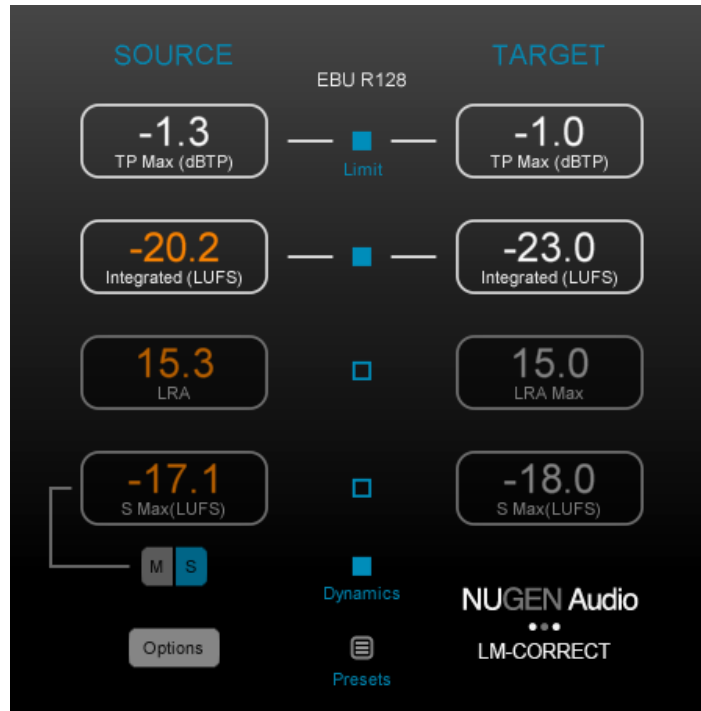 SOURCE
TARGET
EBU R128
-1.3
TP Max (dBTP)
Limit
-1.0
TP Max (dBTP)
-20.2
Integrated (LUFS)
-23.0
Integrated (LUFS)
15.3
LRA
15.0
LRA Max
-17.1
S Max(LUFS)
-18.0
S Max(LUFS)
M S
Dynamics
NUGEN Audio
LM-CORRECT
Options
Presets